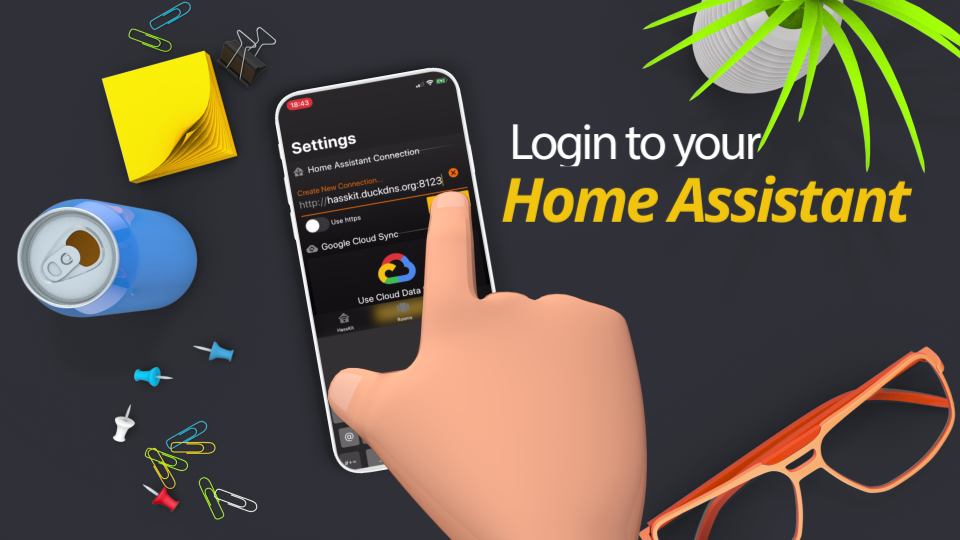 18:43
Settings
Home Assistant Connection
Create New Connection...
http://hasskit.duckdns.org:8123
Use https
Google Cloud Sync
Use Cloud Data
HassKit
Rooms
@
#+=
Login to your
Home Assistant